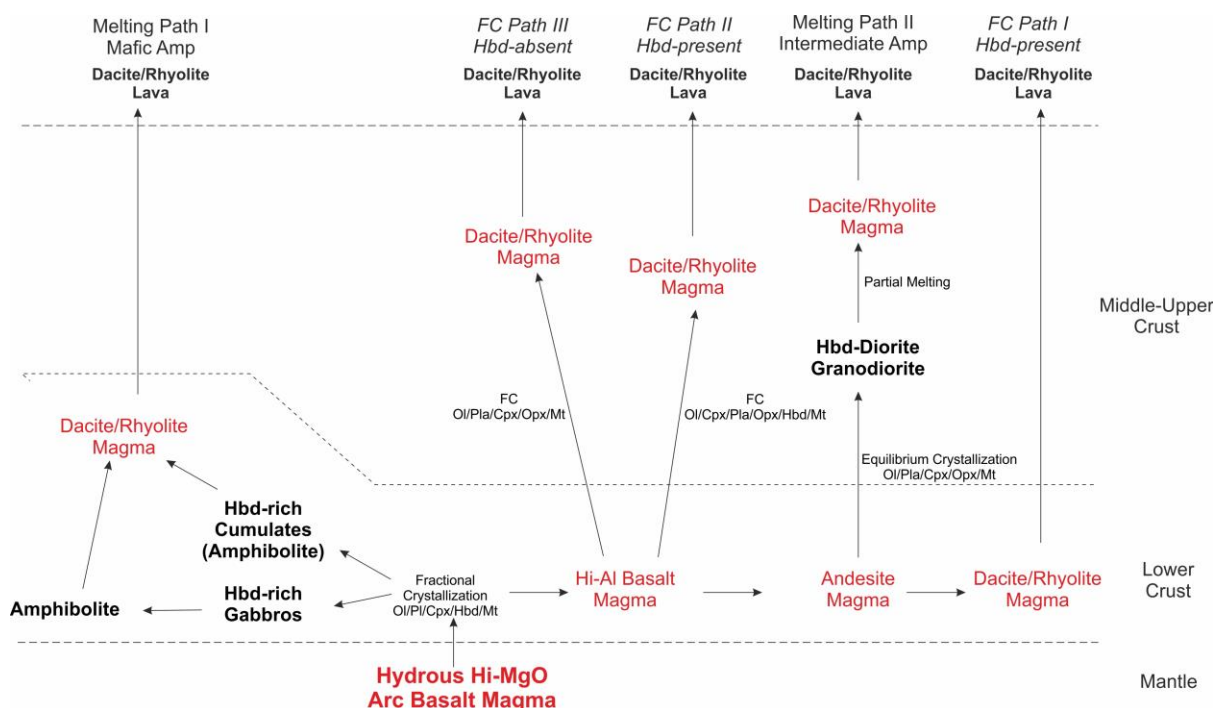 Melting Path I
Mafic Amp
Dacite/Rhyolite
Lava
FC Path III
Hbd-absent
Dacite/Rhyolite
Lava
FC Path II
Hbd-present
Dacite/Rhyolite
Lava
Melting Path II
Intermediate Amp
Dacite/Rhyolite
Lava
FC Path I
Hbd-present
Dacite/Rhyolite
Lava
Dacite/Rhyolite
Magma
Dacite/Rhyolite
Magma
Dacite/Rhyolite
Magma
Partial Melting
Middle-Upper
Crust
Hbd-Diorite
Granodiorite
FC
Ol/Pla/Cpx/Opx/Mt
FC
Ol/Cpx/Pla/Opx/Hbd/Mt
Dacite/Rhyolite
Magma
Equilibrium Crystallization
Ol/Pla/Cpx/Opx/Mt
Hbd-rich
Cumulates
(Amphibolite)
Amphibolite
Hbd-rich
Gabbros
Fractional
Crystallization
Ol/Pl/Cpx/Hbd/Mt
Hi-Al Basalt
Magma
Andesite
Magma
Dacite/Rhyolite
Magma
Lower
Crust
Hydrous Hi-MgO
Arc Basalt Magma
Mantle